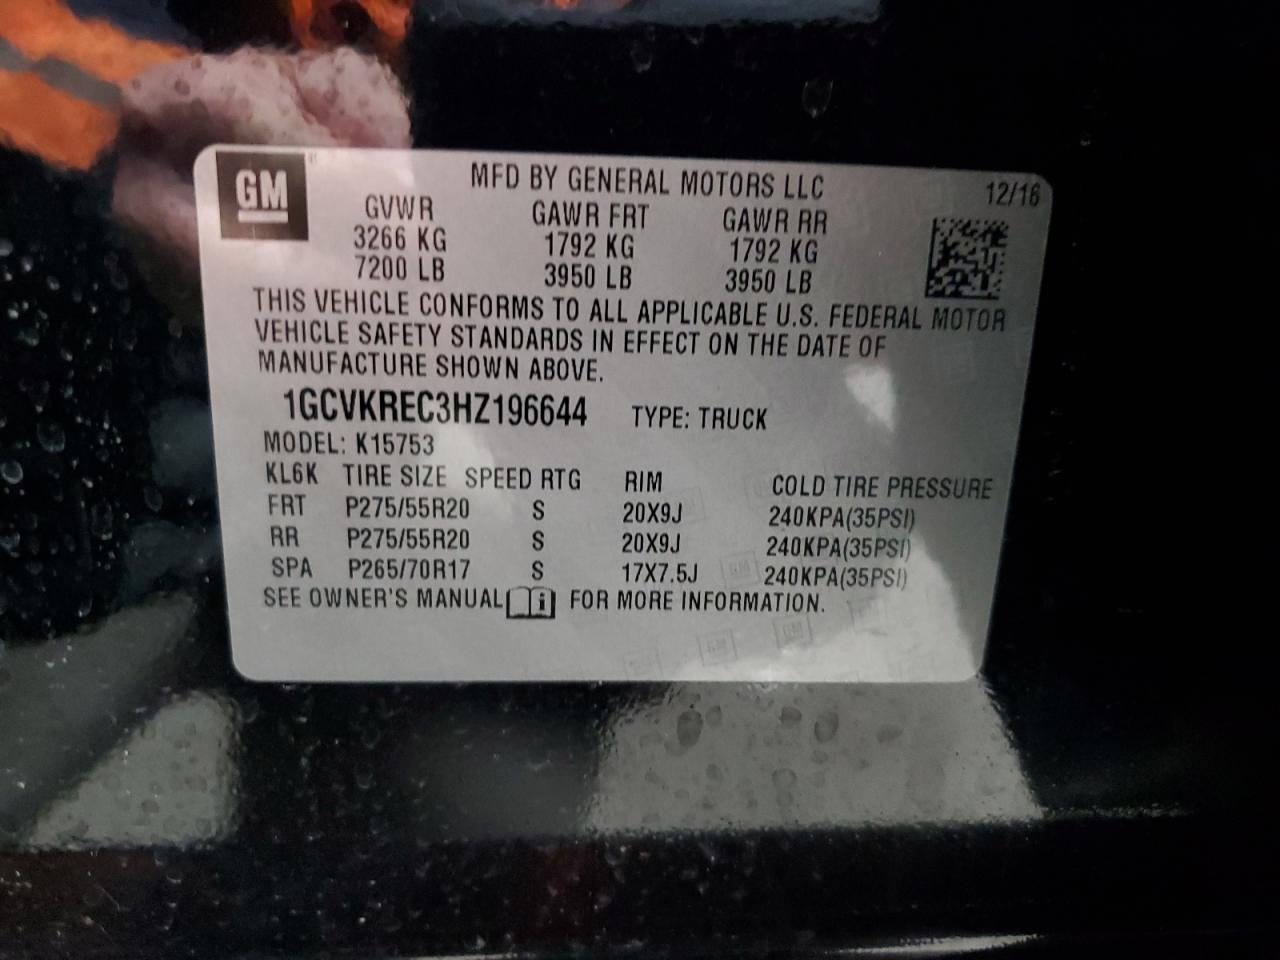 GM
MFD BY GENERAL MOTORS LLC 12/16
GVWR GAWR FRT GAWR RR
3266 KG 1792 KG 1792 KG
7200 LB 3950 LB 3950 LB
THIS VEHICLE CONFORMS TO ALL APPLICABLE U.S. FEDERAL MOTOR
VEHICLE SAFETY STANDARDS IN EFFECT ON THE DATE OF
MANUFACTURE SHOWN ABOVE.
1GCVKREC3HZ196644 TYPE: TRUCK
MODEL: K15753
KL6K TIRE SIZE SPEED RTG RIM COLD TIRE PRESSURE
FRT P275/55R20 S 20X9J 240KPA(35PSI)
RR P275/55R20 S 20X9J 240KPA(35PSI)
SPA P265/70R17 S 17X7.5J 240KPA(35PSI)
SEE OWNER'S MANUAL i FOR MORE INFORMATION.